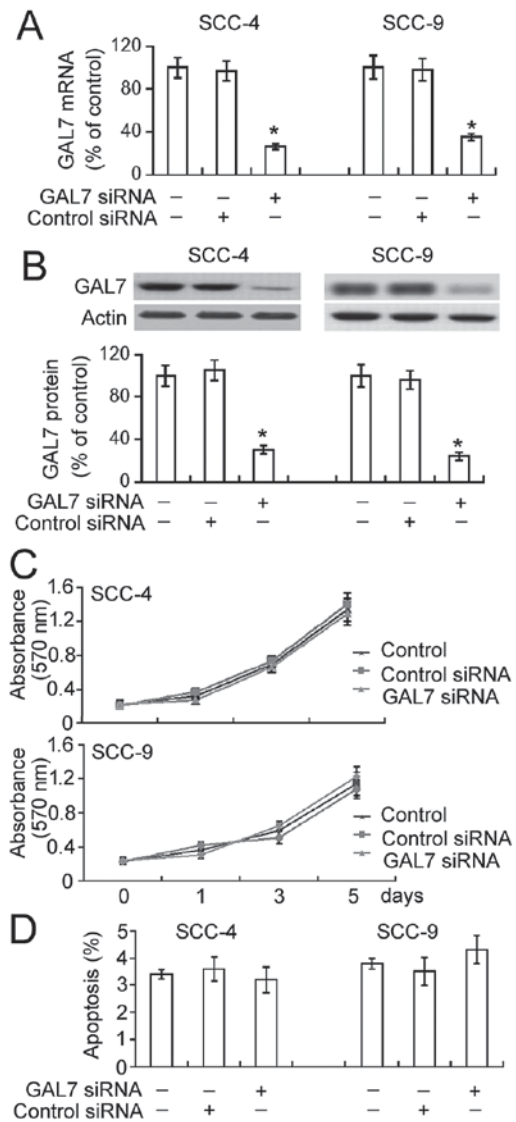 A
SCC-4 SCC-9
GAL7 mRNA
(% of control)
120
80
40
0
* *
GAL7 siRNA – – + – – +
Control siRNA – + – – + –
B
SCC-4 SCC-9
GAL7
Actin
GAL7 protein
(% of control)
120
80
40
0
* *
GAL7 siRNA – – + – – +
Control siRNA – + – – + –
C
SCC-4
Absorbance
(570 nm)
1.6
1.2
0.4
0
Control
Control siRNA
GAL7 siRNA
SCC-9
Absorbance
(570 nm)
1.6
1.2
0.8
0.4
0
Control
Control siRNA
GAL7 siRNA
0 1 3 5 days
D
SCC-4 SCC-9
Apoptosis (%)
5
4
3
2
1
0
GAL7 siRNA – – + – – +
Control siRNA – + – – + –